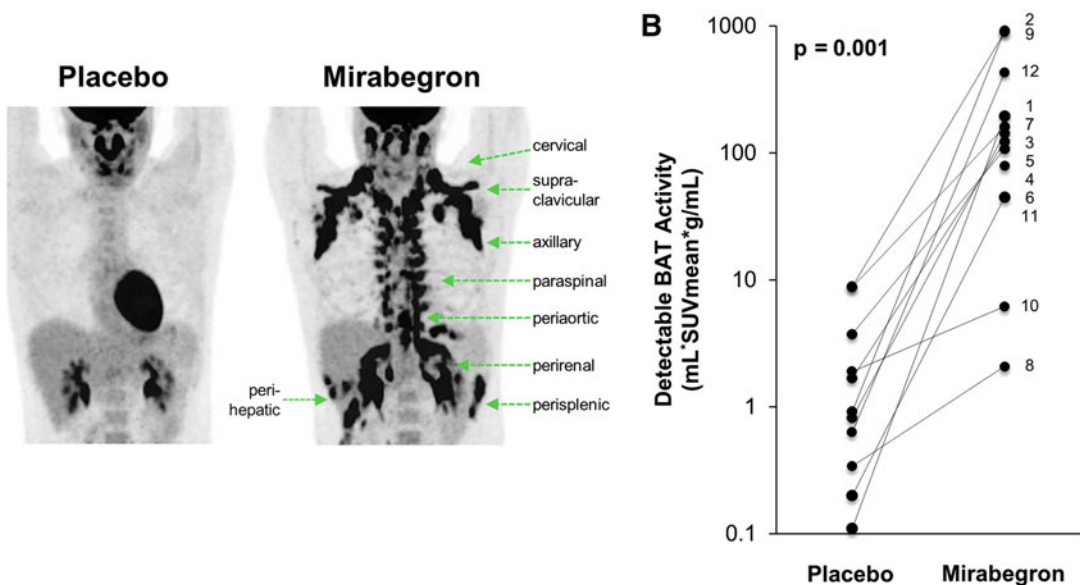 Placebo
Mirabegron
cervical
supra-
clavicular
axillary
paraspinal
periaortic
perirenal
perisplenic
peri-
hepatic
B
p = 0.001
Detectable BAT Activity
(mL*SUVmean*g/mL)
1000
100
10
1
0.1
2
9
12
1
7
3
5
4
6
11
10
8
Placebo
Mirabegron